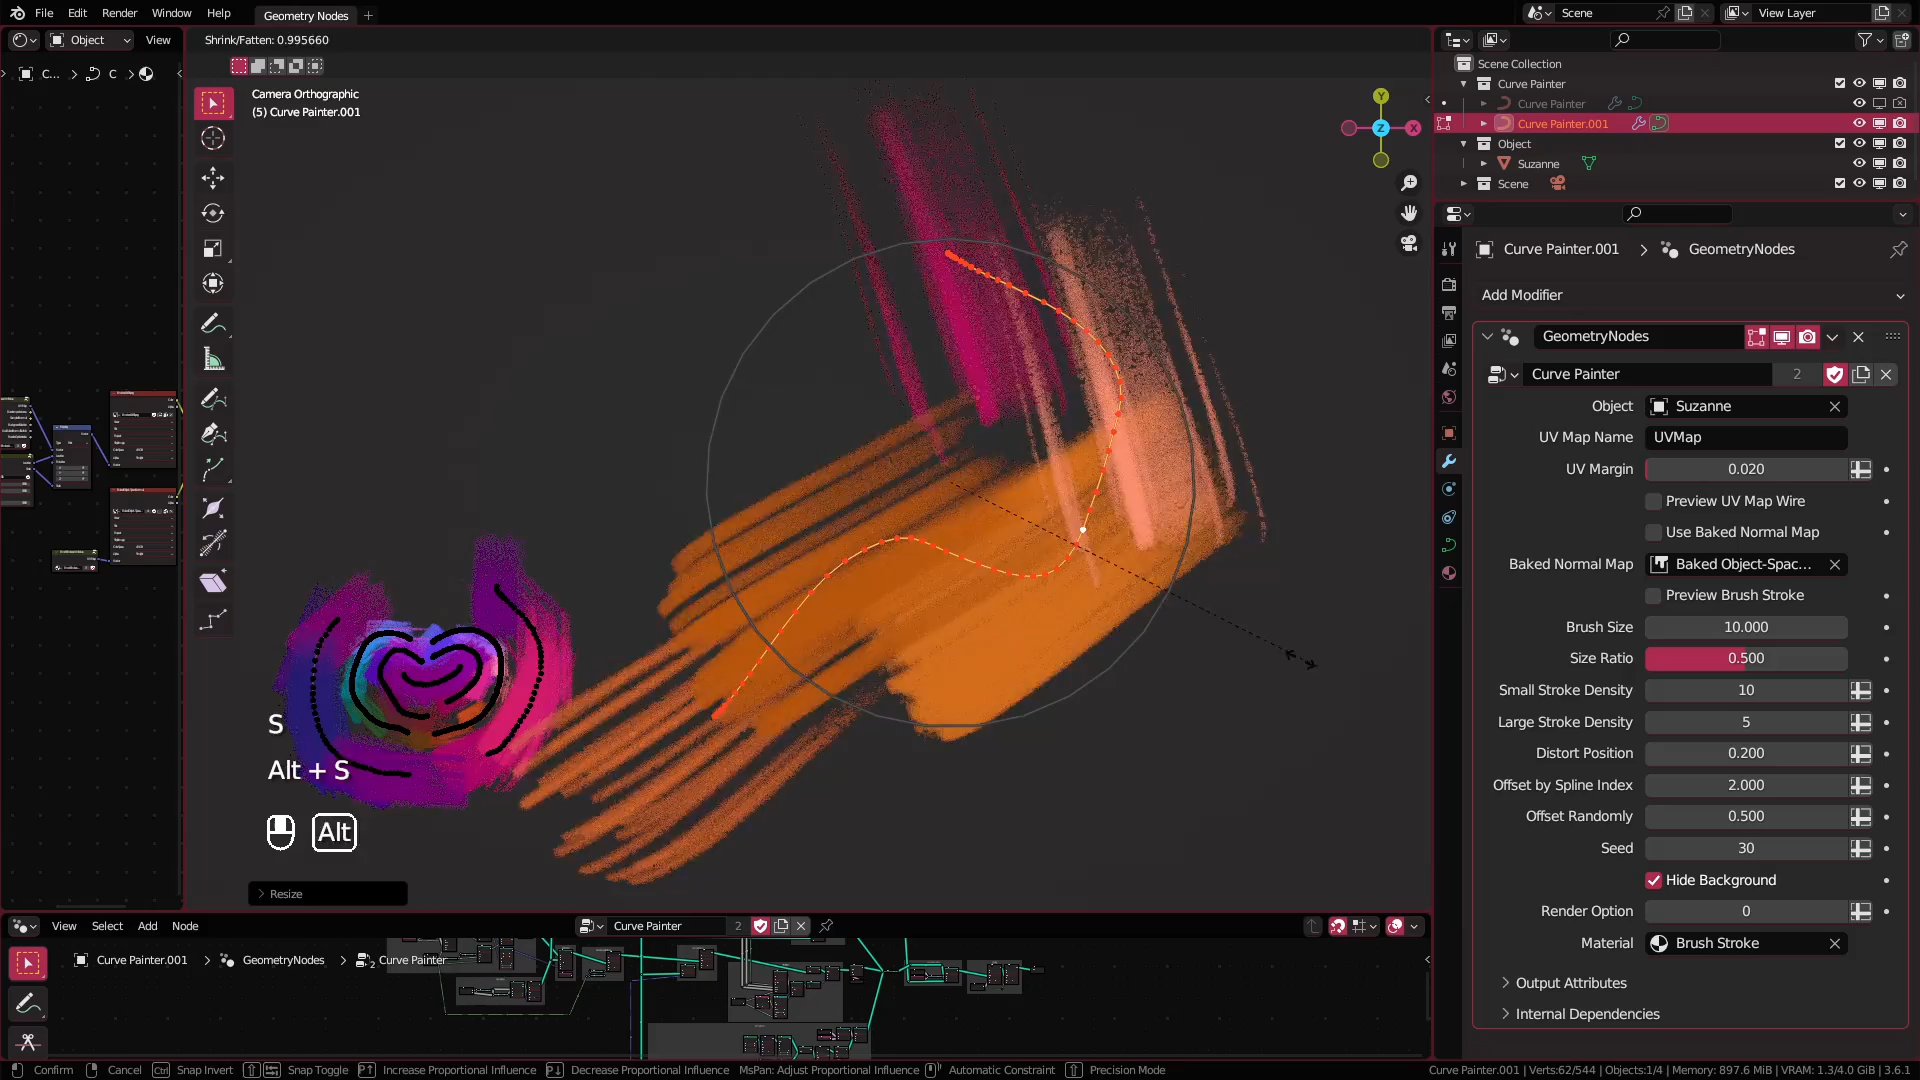 File Edit Render Window Help
Geometry Nodes
Scene
View Layer
Object
View
Shrink/Fatten: 0.995660
C...
C
Camera Orthographic
(5) Curve Painter.001
Y
Z
X
S
Alt + S
Alt
Resize
Scene Collection
Curve Painter
Curve Painter
Curve Painter.001
Object
Suzanne
Scene
Curve Painter.001
GeometryNodes
Add Modifier
GeometryNodes
Curve Painter
2
Object
Suzanne
UV Map Name
UVMap
UV Margin
0.020
Preview UV Map Wire
Use Baked Normal Map
Baked Normal Map
Baked Object-Spac...
Preview Brush Stroke
Brush Size
10.000
Size Ratio
0.500
Small Stroke Density
10
Large Stroke Density
5
Distort Position
0.200
Offset by Spline Index
2.000
Offset Randomly
0.500
Seed
30
Hide Background
Render Option
0
Material
Brush Stroke
Output Attributes
Internal Dependencies
View Select Add Node
Curve Painter
2
Curve Painter.001
GeometryNodes
2 Curve Painter
Confirm
Cancel
Ctrl Snap Invert
Snap Toggle
Increase Proportional Influence
Decrease Proportional Influence
MsPan: Adjust Proportional Influence
Automatic Constraint
Precision Mode
Curve Painter.001 | Verts:62/544 | Objects:1/4 | Memory: 897.6 MiB | VRAM: 1.3/4.0 GiB | 3.6.1